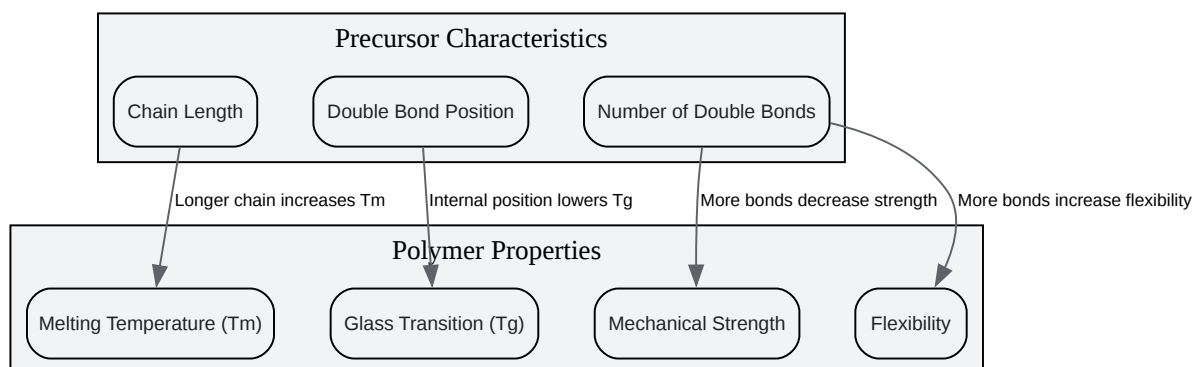 Precursor Characteristics
Chain Length
Double Bond Position
Number of Double Bonds
Longer chain increases Tm
Internal position lowers Tg
More bonds decrease strength
More bonds increase flexibility
Polymer Properties
Melting Temperature (Tm)
Glass Transition (Tg)
Mechanical Strength
Flexibility